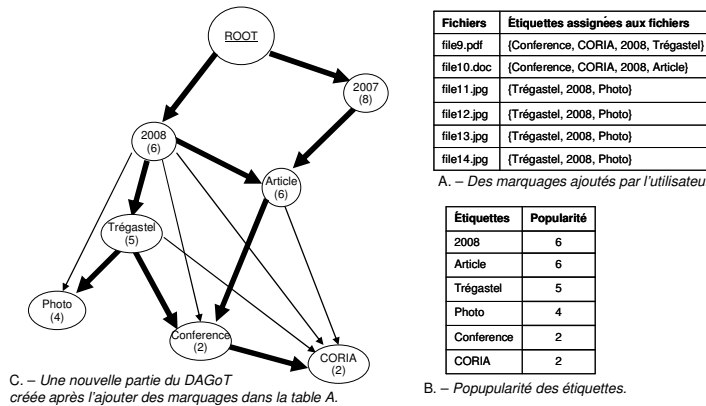 ROOT
2007
(8)
2008
(6)
Article
(6)
Trégastel
(5)
Photo
(4)
Conference
(2)
CORIA
(2)
C. – Une nouvelle partie du DAGoT
créée après l'ajouter des marquages dans la table A.
Fichiers Étiquettes assignées aux fichiers
file9.pdf {Conference, CORIA, 2008, Trégastel}
file10.doc {Conference, CORIA, 2008, Article}
file11.jpg {Trégastel, 2008, Photo}
file12.jpg {Trégastel, 2008, Photo}
file13.jpg {Trégastel, 2008, Photo}
file14.jpg {Trégastel, 2008, Photo}
A. – Des marquages ajoutés par l'utilisateu
Étiquettes Popularité
2008 6
Article 6
Trégastel 5
Photo 4
Conference 2
CORIA 2
B. – Popupularité des étiquettes.